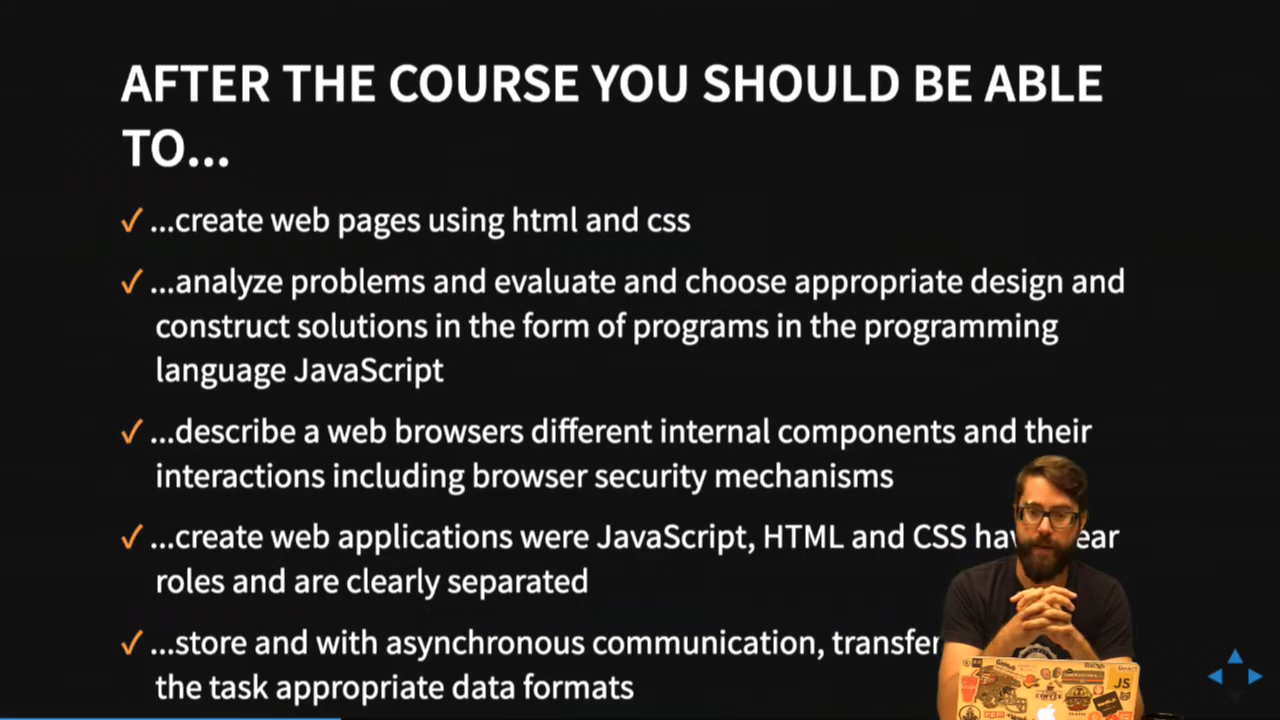 AFTER THE COURSE YOU SHOULD BE ABLE
TO...
✓ ...create web pages using html and css
✓ ...analyze problems and evaluate and choose appropriate design and
construct solutions in the form of programs in the programming
language JavaScript
✓ ...describe a web browsers different internal components and their
interactions including browser security mechanisms
✓ ...create web applications were JavaScript, HTML and CSS
roles and are clearly separated
✓ ...store and with asynchronous communication, transfer
the task appropriate data formats
GitHub
COFFEE
JS